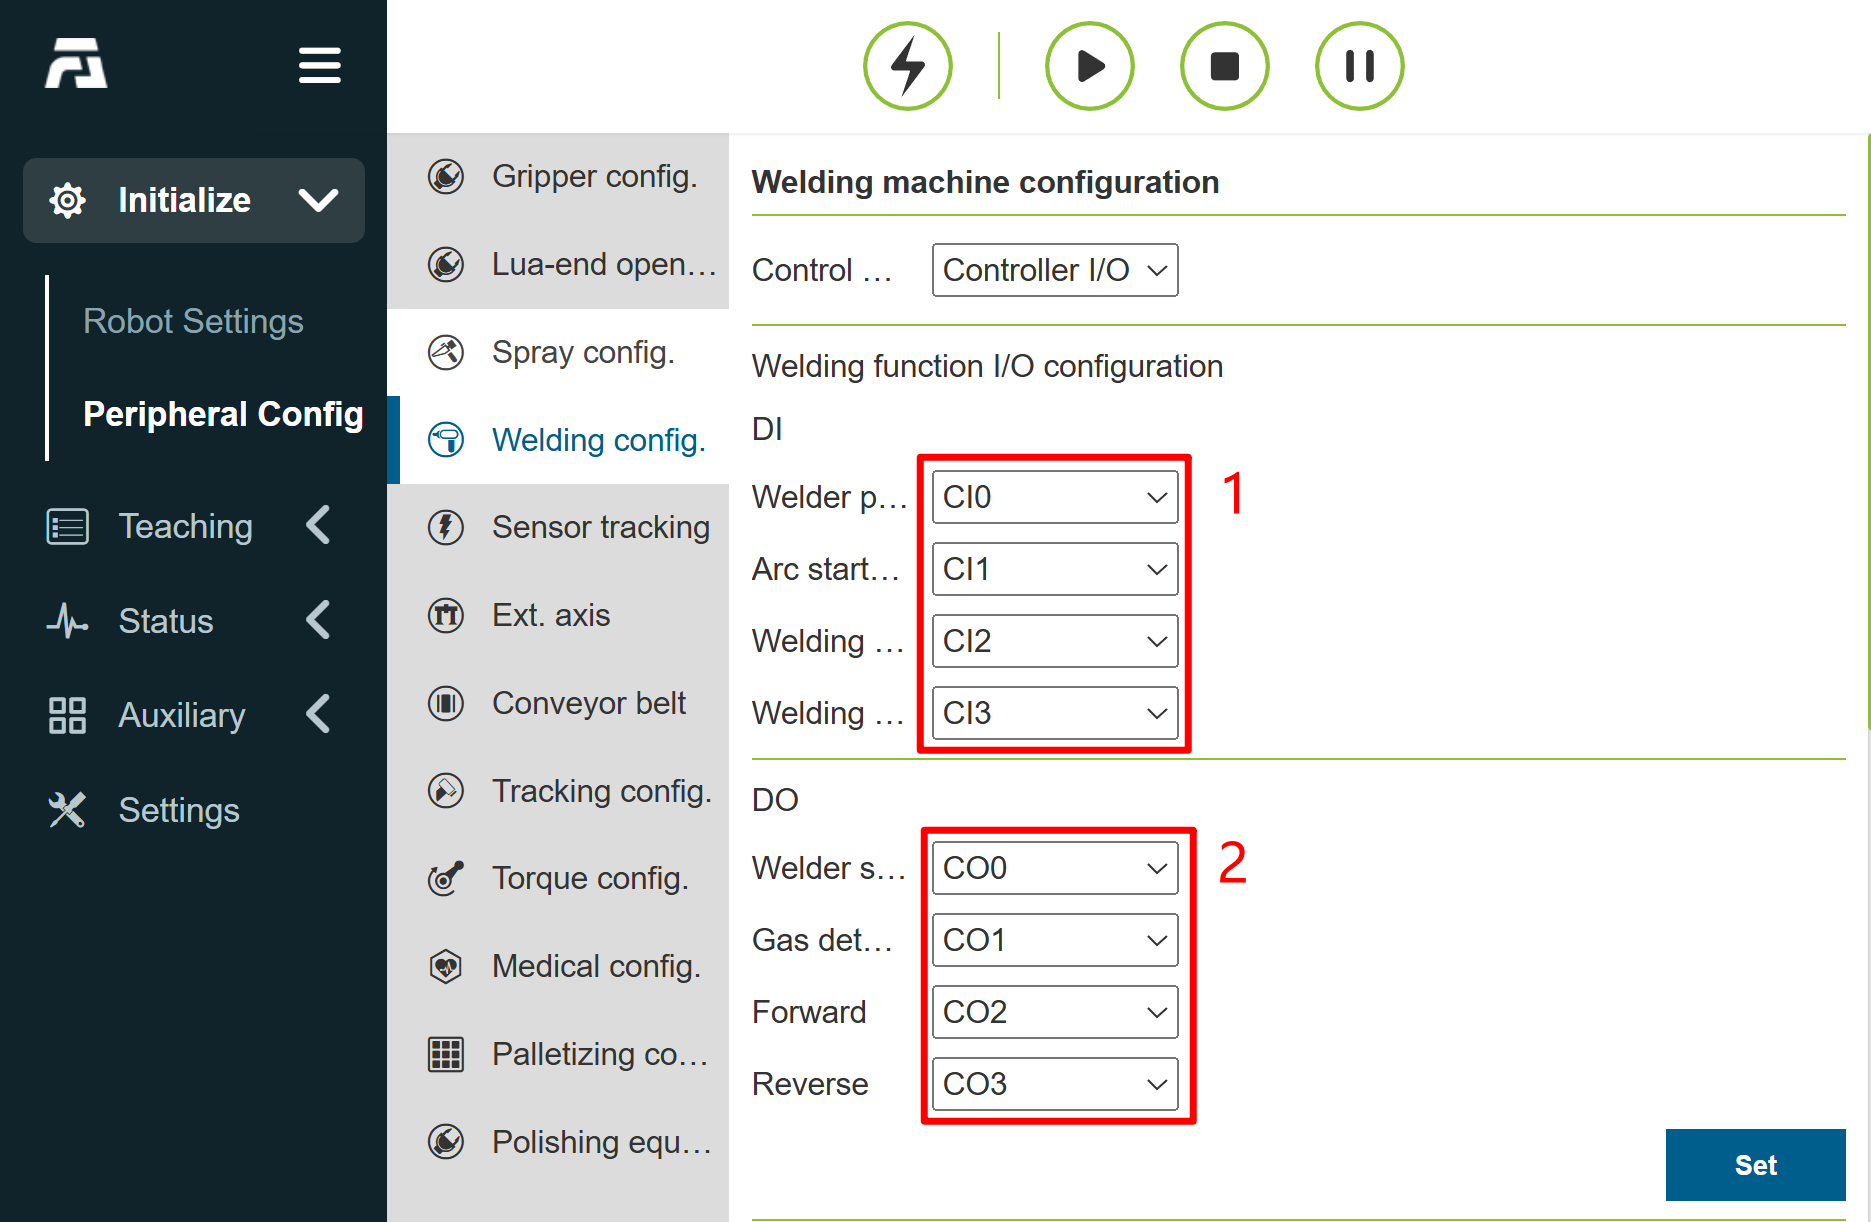 Initialize
Robot Settings
Peripheral Config
Teaching
Status
Auxiliary
Settings
Gripper config.
Lua-end open…
Spray config.
Welding config.
Sensor tracking
Ext. axis
Conveyor belt
Tracking config.
Torque config.
Medical config.
Palletizing co…
Polishing equ…
Welding machine configuration
Control … Controller I/O
Welding function I/O configuration
DI
Welder p… CI0
Arc start… CI1
Welding … CI2
Welding … CI3
1
DO
Welder s… CO0
Gas det… CO1
Forward CO2
Reverse CO3
2
Set